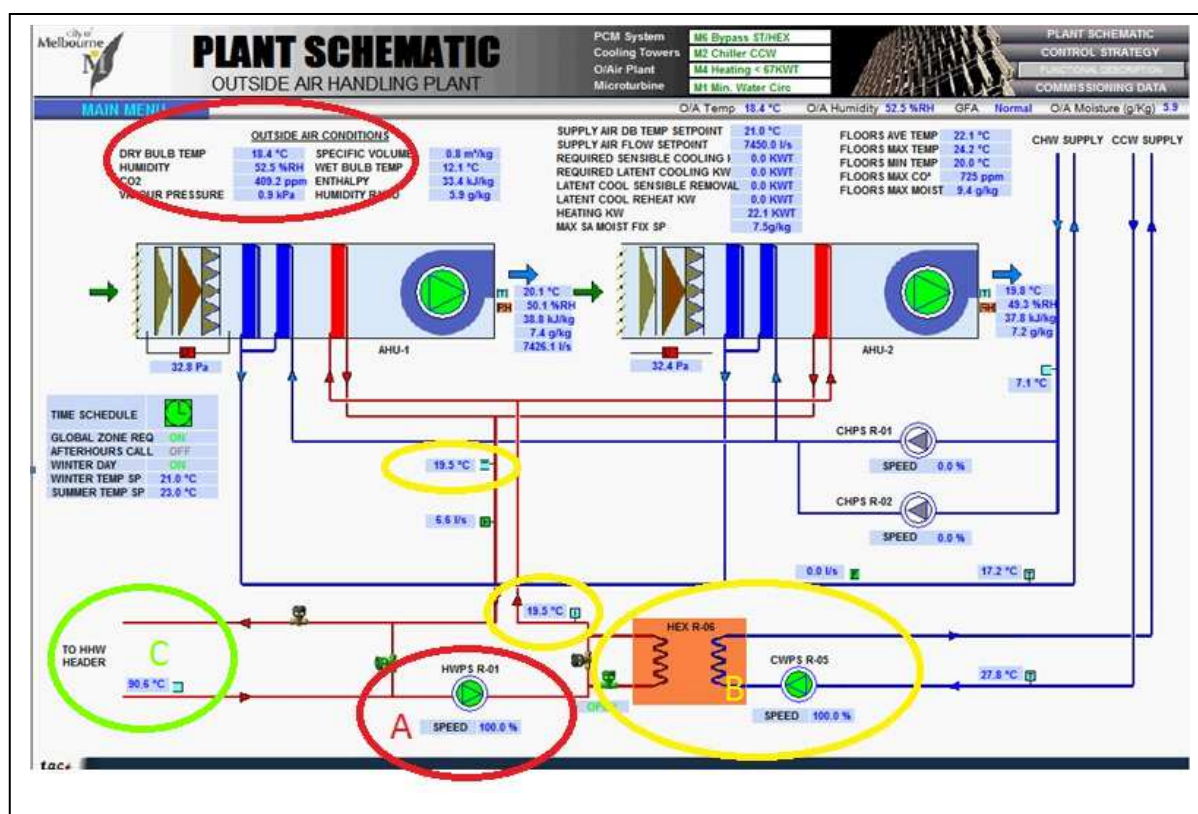 City of
Melbourne
PLANT SCHEMATIC
OUTSIDE AIR HANDLING PLANT
PCM System M6 Bypass ST/HEX
Cooling Towers M2 Chiller CCW
O/Air Plant M4 Heating < 67KWT
Microturbine M1 Min. Water Circ
PLANT SCHEMATIC
CONTROL STRATEGY
FUNCTIONAL DESCRIPTION
COMMISSIONING DATA
MAIN MENU
O/A Temp 18.4 °C O/A Humidity 52.5 %RH GFA Normal O/A Moisture (g/Kg) 5.9
OUTSIDE AIR CONDITIONS
DRY BULB TEMP 18.4 °C SPECIFIC VOLUME 0.8 m³/kg
HUMIDITY 52.5 %RH WET BULB TEMP 12.1 °C
CO2 409.2 ppm ENTHALPY 33.4 kJ/kg
VAPOUR PRESSURE 0.9 kPa HUMIDITY RATIO 5.9 g/kg
SUPPLY AIR DB TEMP SETPOINT 21.0 °C
SUPPLY AIR FLOW SETPOINT 7450.0 l/s
REQUIRED SENSIBLE COOLING 0.0 KWT
REQUIRED LATENT COOLING KW 0.0 KWT
LATENT COOL SENSIBLE REMOVAL 0.0 KWT
LATENT COOL REHEAT KW 0.0 KWT
HEATING KW 22.1 KWT
MAX SA MOIST FIX SP 7.5g/kg
FLOORS AVE TEMP 22.1 °C
FLOORS MAX TEMP 24.2 °C
FLOORS MIN TEMP 20.0 °C
FLOORS MAX CO² 725 ppm
FLOORS MAX MOIST 9.4 g/kg
CHW SUPPLY CCW SUPPLY
T 20.1 °C
RH 50.1 %RH
38.8 kJ/kg
7.4 g/kg
7426.1 l/s
AHU-1
32.8 Pa
T 19.8 °C
RH 49.3 %RH
37.8 kJ/kg
7.2 g/kg
AHU-2
32.4 Pa
7.1 °C
TIME SCHEDULE
GLOBAL ZONE REQ ON
AFTERHOURS CALL OFF
WINTER DAY ON
WINTER TEMP SP 21.0 °C
SUMMER TEMP SP 23.0 °C
19.5 °C
6.6 l/s F
CHPS R-01
SPEED 0.0 %
CHPS R-02
SPEED 0.0 %
0.0 l/s F 17.2 °C T
19.5 °C T
TO HHW
HEADER
C
90.6 °C
HWPS R-01
A
SPEED 100.0 %
OPEN
HEX R-06
B
CWPS R-05
SPEED 100.0 %
27.8 °C T
tac